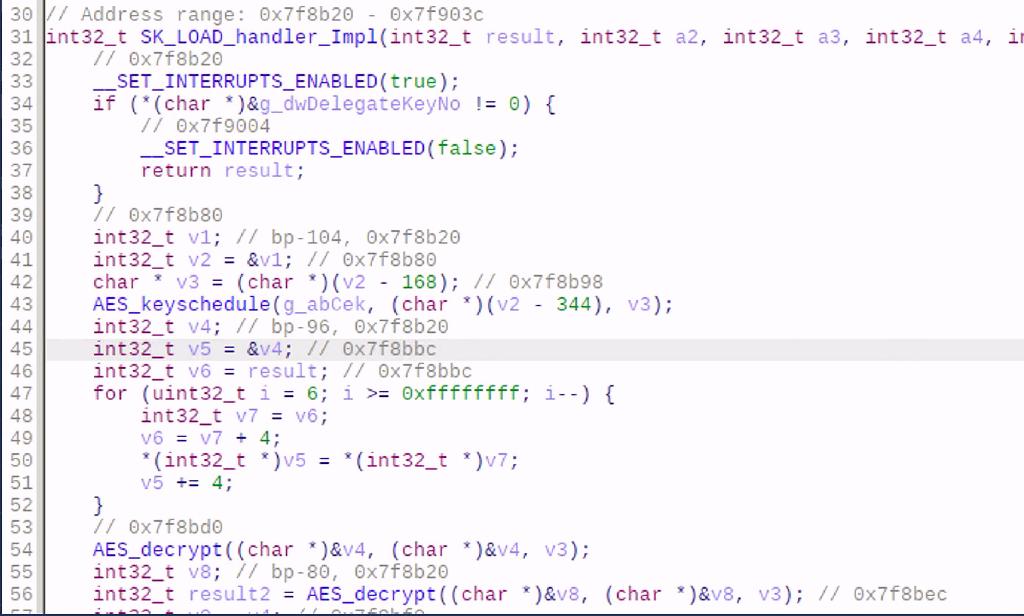 30 // Address range: 0x7f8b20 - 0x7f903c
31 int32_t SK_LOAD_handler_Impl(int32_t result, int32_t a2, int32_t a3, int32_t a4, in
32 // 0x7f8b20
33 __SET_INTERRUPTS_ENABLED(true);
34 if (*(char *)&g_dwDelegateKeyNo != 0) {
35 // 0x7f9004
36 __SET_INTERRUPTS_ENABLED(false);
37 return result;
38 }
39 // 0x7f8b80
40 int32_t v1; // bp-104, 0x7f8b20
41 int32_t v2 = &v1; // 0x7f8b80
42 char * v3 = (char *)(v2 - 168); // 0x7f8b98
43 AES_keyschedule(g_abCek, (char *)(v2 - 344), v3);
44 int32_t v4; // bp-96, 0x7f8b20
45 int32_t v5 = &v4; // 0x7f8bbc
46 int32_t v6 = result; // 0x7f8bbc
47 for (uint32_t i = 6; i >= 0xffffffff; i--) {
48 int32_t v7 = v6;
49 v6 = v7 + 4;
50 *(int32_t *)v5 = *(int32_t *)v7;
51 v5 += 4;
52 }
53 // 0x7f8bd0
54 AES_decrypt((char *)&v4, (char *)&v4, v3);
55 int32_t v8; // bp-80, 0x7f8b20
56 int32_t result2 = AES_decrypt((char *)&v8, (char *)&v8, v3); // 0x7f8bec